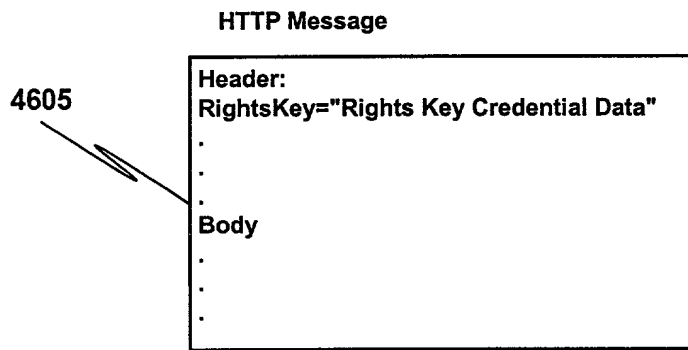 HTTP Message
4605
Header:
RightsKey="Rights Key Credential Data"
.
.
.
Body
.
.
.